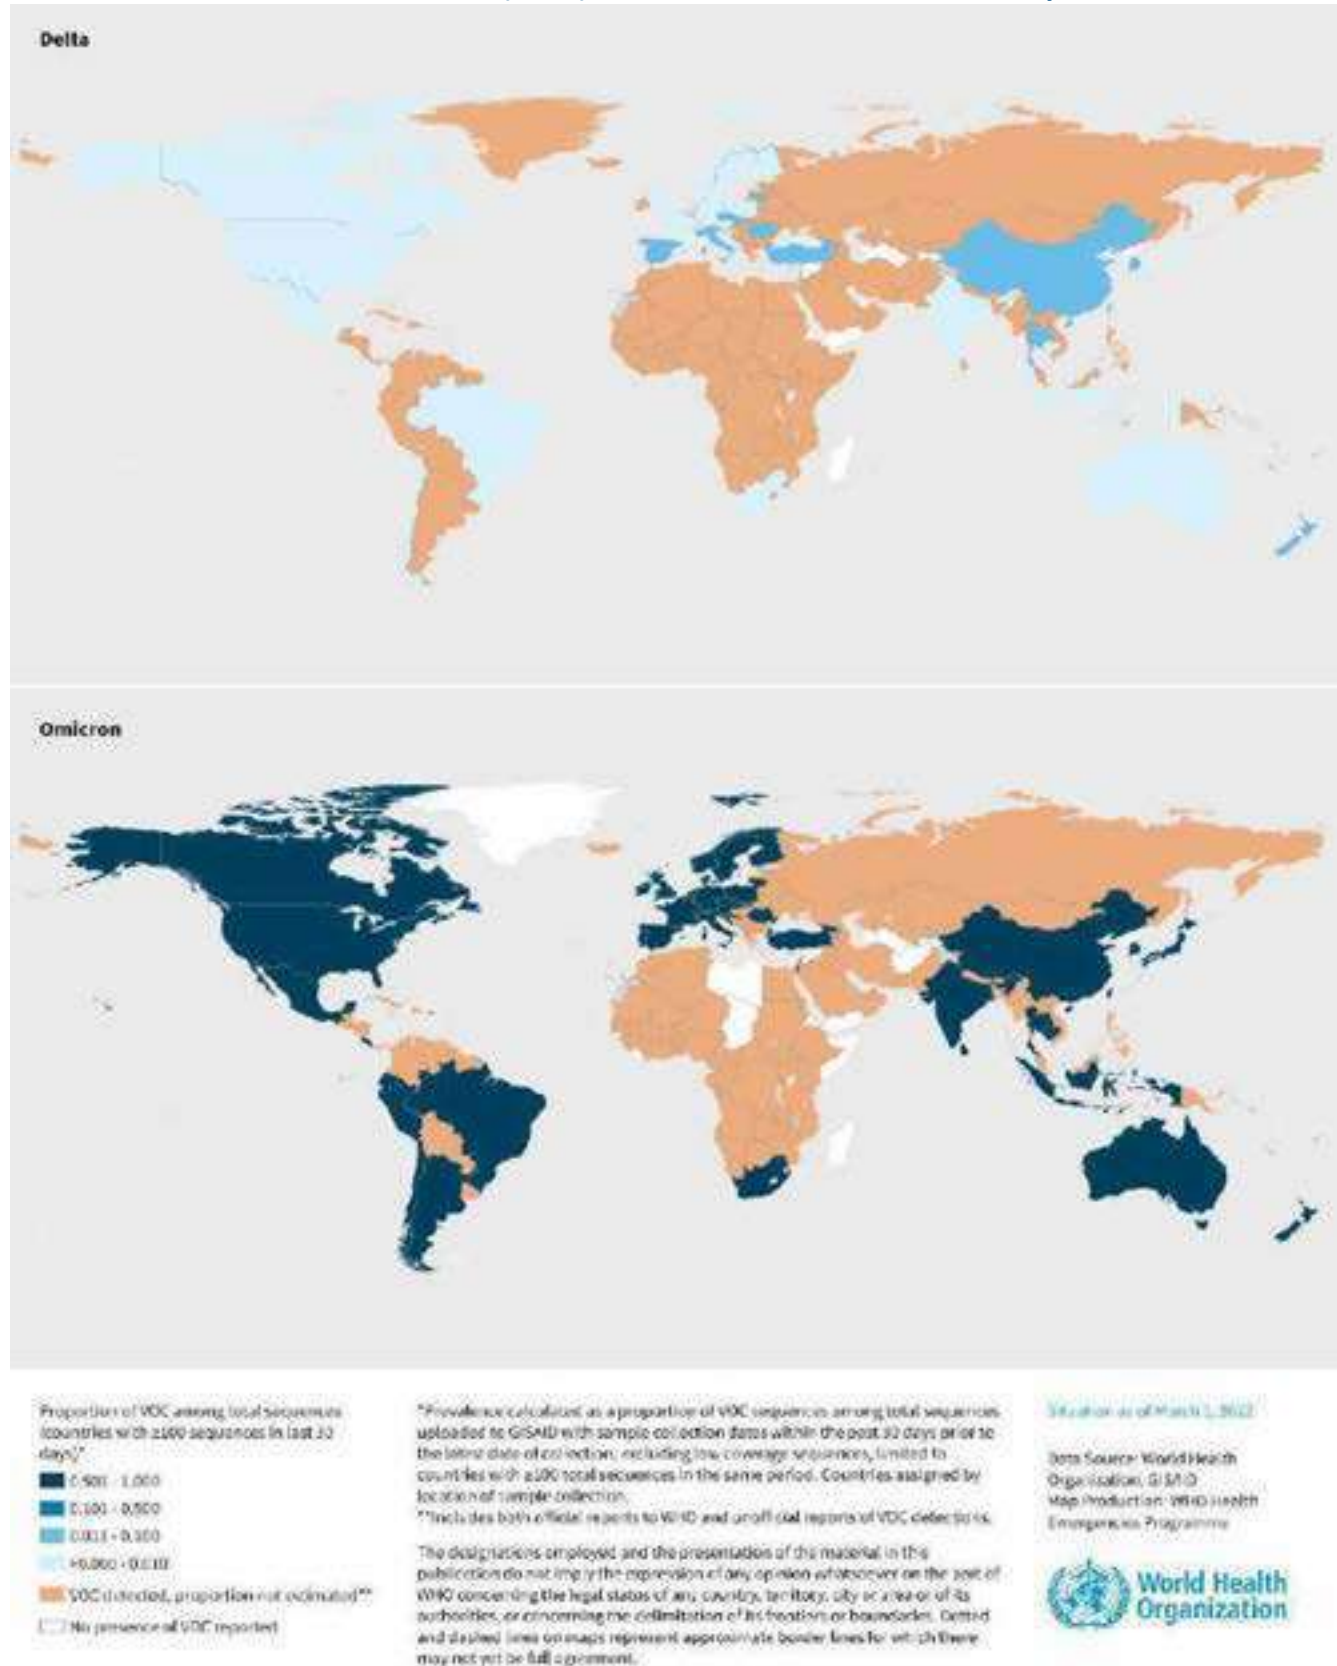 Delta
Omicron
Proportion of VOC among total sequences
(countries with ≥100 sequences in last 30
days)*
0.500 - 1.000
0.101 - 0.500
0.011 - 0.100
>0.000 - 0.010
VOC detected, proportion not estimated**
No presence of VOC reported
*Prevalence calculated as a proportion of VOC sequences among total sequences
uploaded to GISAID with sample collection dates within the past 30 days prior to
the latest date of collection, excluding low coverage sequences, limited to
countries with ≥100 total sequences in the same period. Countries assigned by
location of sample collection.
**Includes both official reports to WHO and unofficial reports of VOC detections.
The designations employed and the presentation of the material in this
publication do not imply the expression of any opinion whatsoever on the part of
WHO concerning the legal status of any country, territory, city or area or of its
authorities, or concerning the delimitation of its frontiers or boundaries. Dotted
and dashed lines on maps represent approximate border lines for which there
may not yet be full agreement.
Situation as of March 1, 2022
Data Source: World Health
Organization, GISAID
Map Production: WHO Health
Emergencies Programme
World Health
Organization